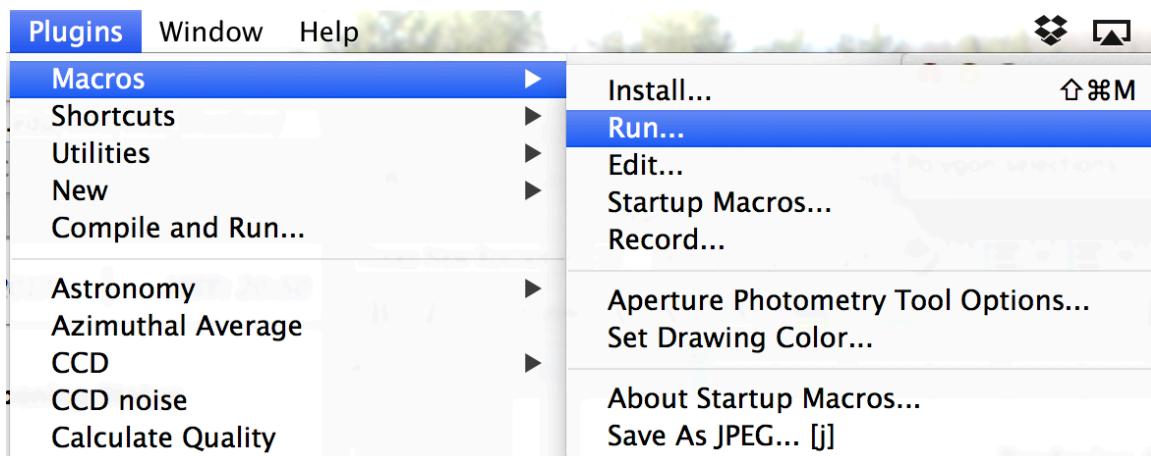 Plugins Window Help
Macros
Shortcuts
Utilities
New
Compile and Run...
Astronomy
Azimuthal Average
CCD
CCD noise
Calculate Quality
Install... ⇧⌘M
Run...
Edit...
Startup Macros...
Record...
Aperture Photometry Tool Options...
Set Drawing Color...
About Startup Macros...
Save As JPEG... [j]